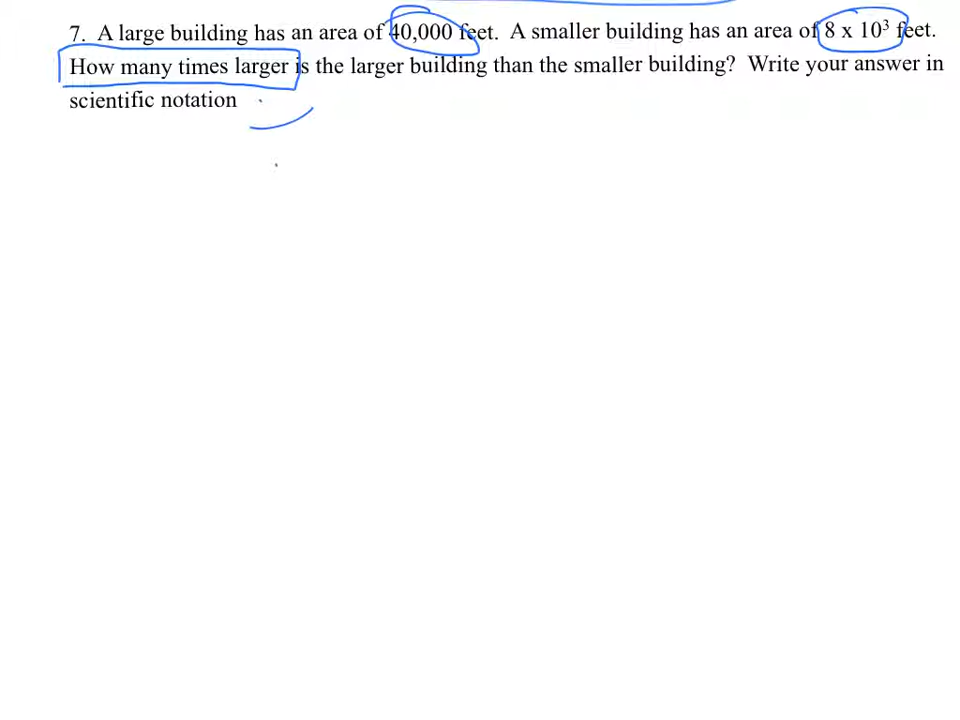 7. A large building has an area of 40,000 feet. A smaller building has an area of 8 x 10³ feet.
How many times larger is the larger building than the smaller building? Write your answer in
scientific notation